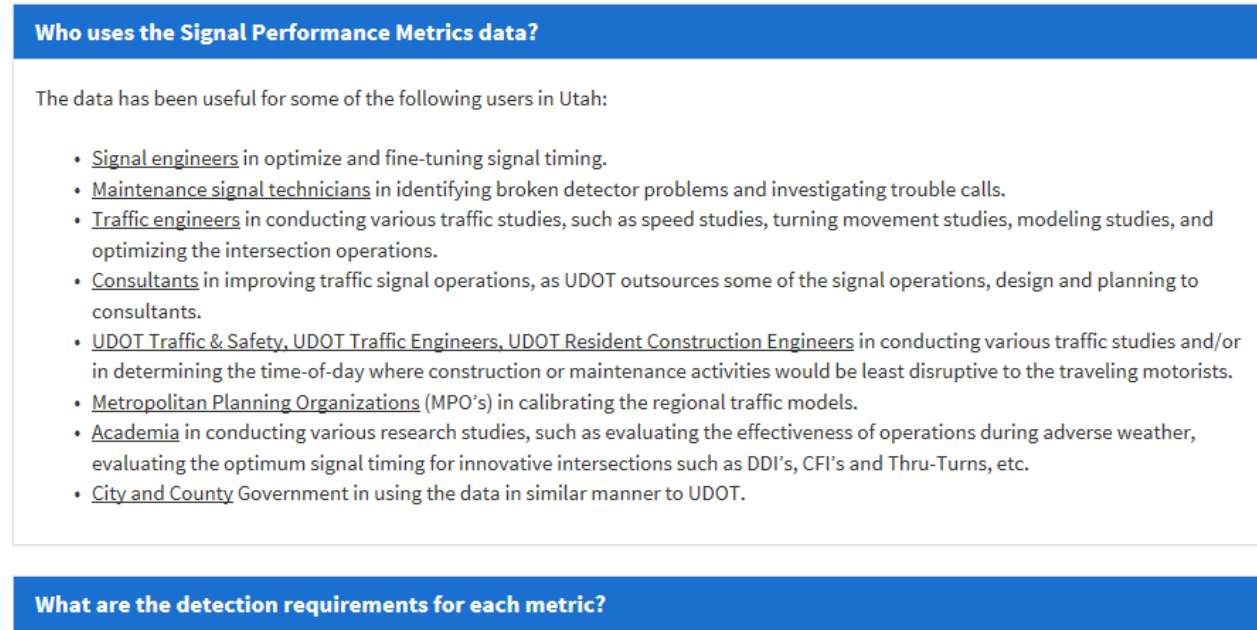 Who uses the Signal Performance Metrics data?
The data has been useful for some of the following users in Utah:
• Signal engineers in optimize and fine-tuning signal timing.
• Maintenance signal technicians in identifying broken detector problems and investigating trouble calls.
• Traffic engineers in conducting various traffic studies, such as speed studies, turning movement studies, modeling studies, and
optimizing the intersection operations.
• Consultants in improving traffic signal operations, as UDOT outsources some of the signal operations, design and planning to
consultants.
• UDOT Traffic & Safety, UDOT Traffic Engineers, UDOT Resident Construction Engineers in conducting various traffic studies and/or
in determining the time-of-day where construction or maintenance activities would be least disruptive to the traveling motorists.
• Metropolitan Planning Organizations (MPO’s) in calibrating the regional traffic models.
• Academia in conducting various research studies, such as evaluating the effectiveness of operations during adverse weather,
evaluating the optimum signal timing for innovative intersections such as DDI’s, CFI’s and Thru-Turns, etc.
• City and County Government in using the data in similar manner to UDOT.
What are the detection requirements for each metric?